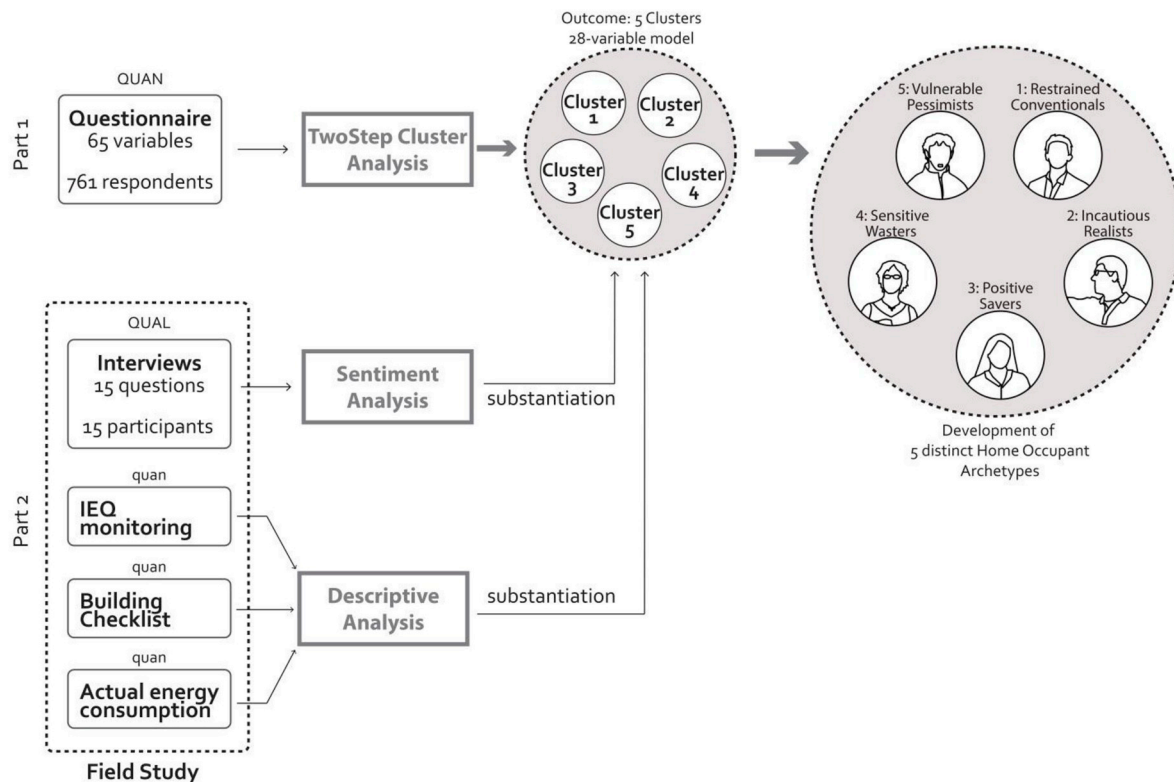 Part 1
QUAN
Questionnaire
65 variables
761 respondents
TwoStep Cluster
Analysis
Outcome: 5 Clusters
28-variable model
Cluster
1
Cluster
2
Cluster
3
Cluster
4
Cluster
5
5: Vulnerable
Pessimists
1: Restrained
Conventionals
4: Sensitive
Wasters
2: Incautious
Realists
3: Positive
Savers
Development of
5 distinct Home Occupant
Archetypes
Part 2
QUAL
Interviews
15 questions
15 participants
Sentiment
Analysis
substantiation
quan
IEQ
monitoring
quan
Building
Checklist
quan
Actual energy
consumption
Descriptive
Analysis
substantiation
Field Study